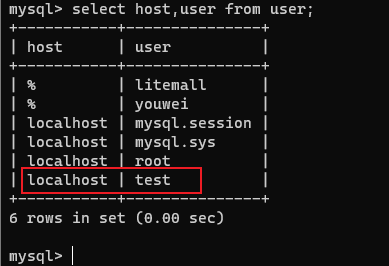 mysql> select host,user from user;
+-----------+---------------+
| host      | user          |
+-----------+---------------+
| %         | litemall      |
| %         | youwei        |
| localhost | mysql.session |
| localhost | mysql.sys     |
| localhost | root          |
| localhost | test          |
+-----------+---------------+
6 rows in set (0.00 sec)
mysql>